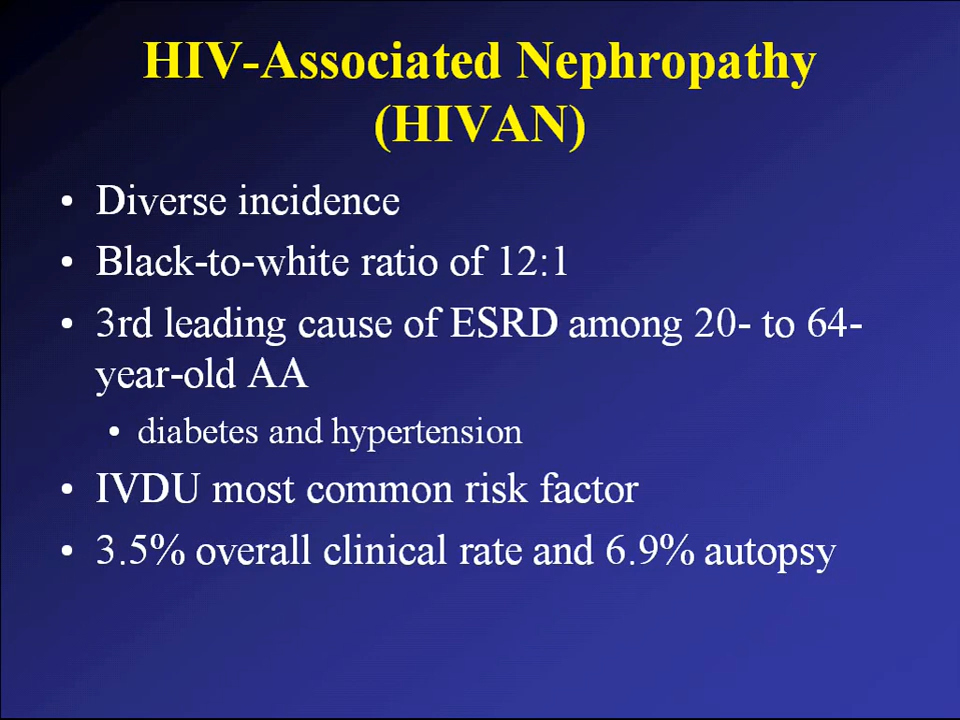 HIV-Associated Nephropathy
(HIVAN)
• Diverse incidence
• Black-to-white ratio of 12:1
• 3rd leading cause of ESRD among 20- to 64-
year-old AA
• diabetes and hypertension
• IVDU most common risk factor
• 3.5% overall clinical rate and 6.9% autopsy